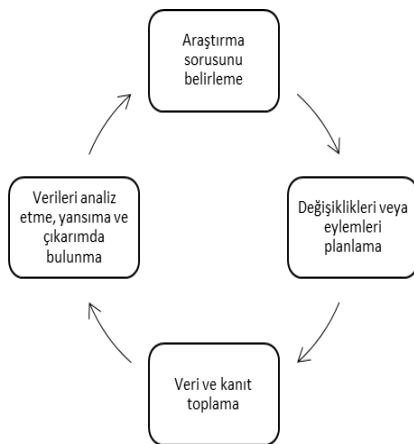 Araştırma
sorusunu
belirleme
Değişiklikleri veya
eylemleri
planlama
Veri ve kanıt
toplama
Verileri analiz
etme, yansıma ve
çıkarımda
bulunma